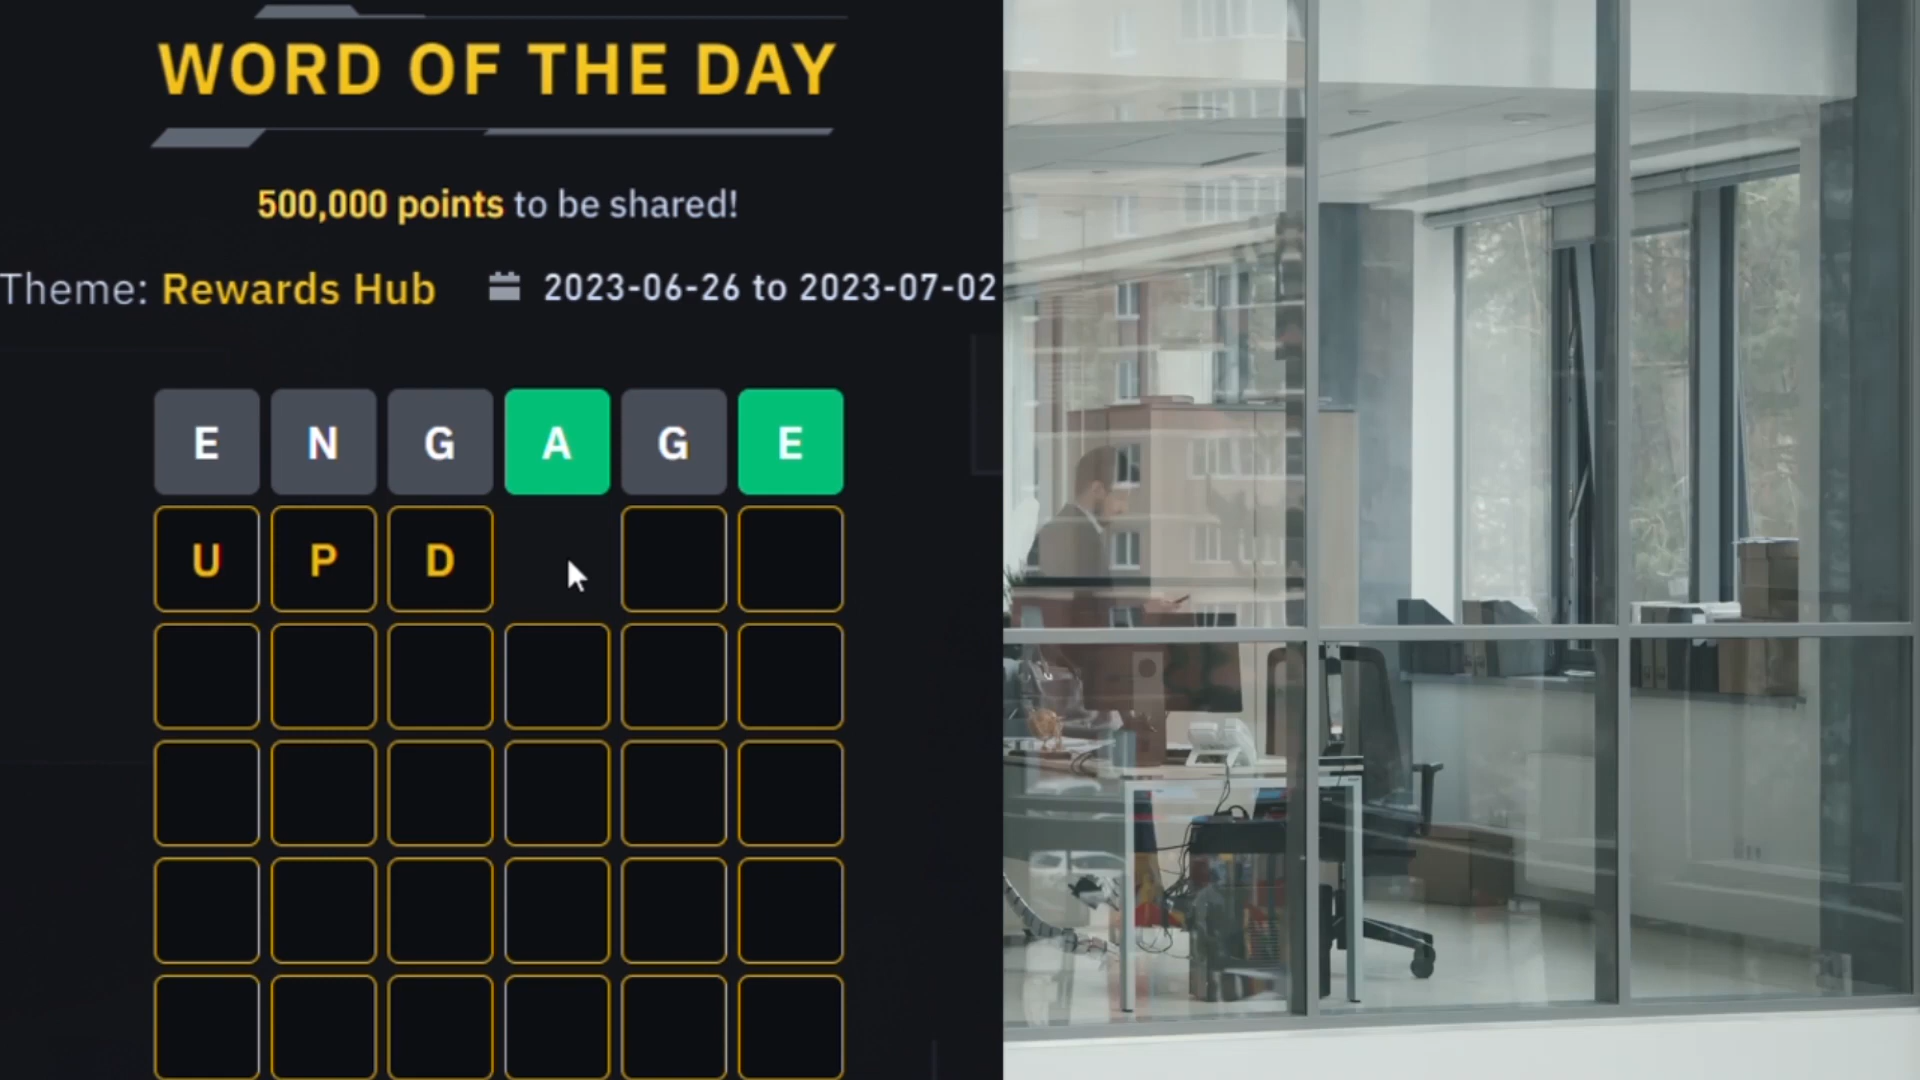 WORD OF THE DAY
500,000 points to be shared!
Theme: Rewards Hub 2023-06-26 to 2023-07-02
E N G A G E
U P D